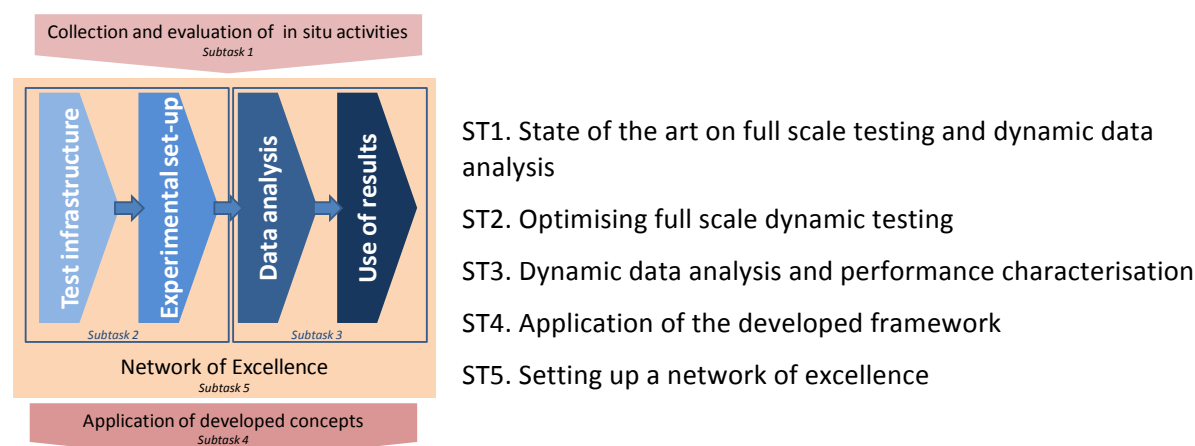 Collection and evaluation of in situ activities
Subtask 1
Test infrastructure
Experimental set-up
Data analysis
Use of results
Subtask 2
Subtask 3
Network of Excellence
Subtask 5
Application of developed concepts
Subtask 4
ST1. State of the art on full scale testing and dynamic data
analysis
ST2. Optimising full scale dynamic testing
ST3. Dynamic data analysis and performance characterisation
ST4. Application of the developed framework
ST5. Setting up a network of excellence